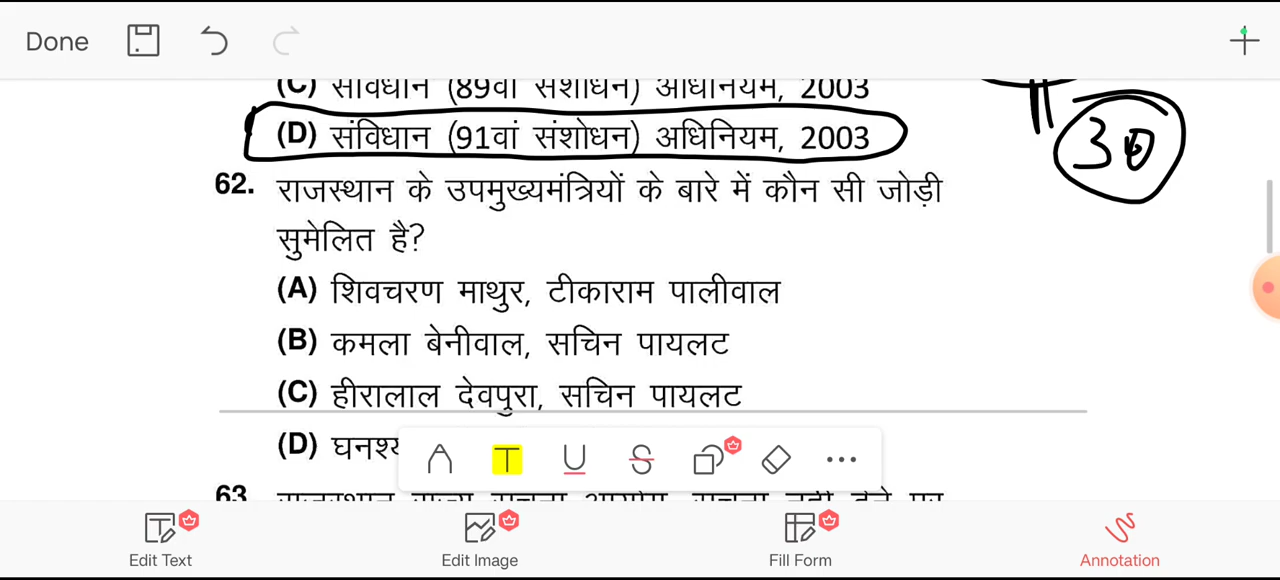 Done
(C) संविधान (89वां संशोधन) अधिनियम, 2003
(D) संविधान (91वां संशोधन) अधिनियम, 2003
30
62. राजस्थान के उपमुख्यमंत्रियों के बारे में कौन सी जोड़ी
सुमेलित है?
(A) शिवचरण माथुर, टीकाराम पालीवाल
(B) कमला बेनीवाल, सचिन पायलट
(C) हीरालाल देवपुरा, सचिन पायलट
(D)
63
Edit Text
Edit Image
Fill Form
Annotation